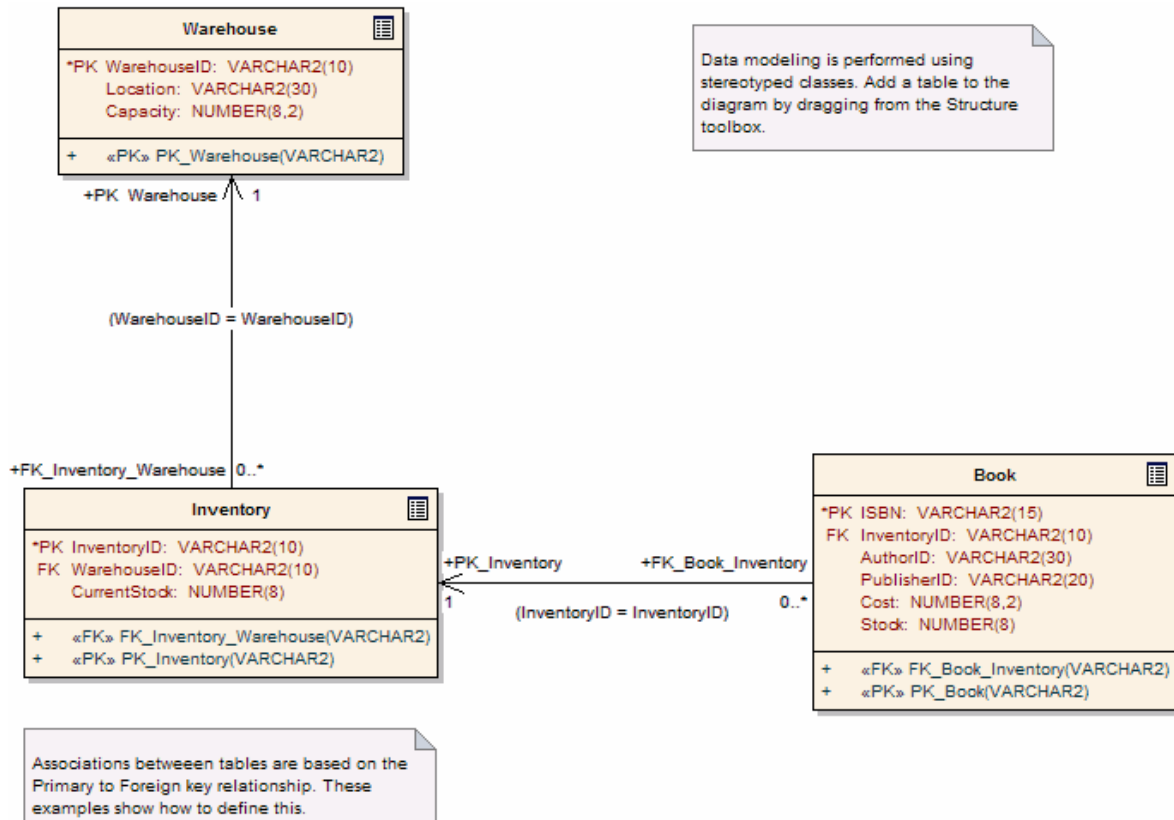 Warehouse
*PK WarehouseID: VARCHAR2(10)
Location: VARCHAR2(30)
Capacity: NUMBER(8,2)
+ «PK» PK_Warehouse(VARCHAR2)
Data modeling is performed using
stereotyped classes. Add a table to the
diagram by dragging from the Structure
toolbox.
+PK_Warehouse 1
(WarehouseID = WarehouseID)
+FK_Inventory_Warehouse 0..*
Inventory
*PK InventoryID: VARCHAR2(10)
FK WarehouseID: VARCHAR2(10)
CurrentStock: NUMBER(8)
+ «FK» FK_Inventory_Warehouse(VARCHAR2)
+ «PK» PK_Inventory(VARCHAR2)
+PK_Inventory +FK_Book_Inventory
1 (InventoryID = InventoryID) 0..*
Book
*PK ISBN: VARCHAR2(15)
FK InventoryID: VARCHAR2(10)
AuthorID: VARCHAR2(30)
PublisherID: VARCHAR2(20)
Cost: NUMBER(8,2)
Stock: NUMBER(8)
+ «FK» FK_Book_Inventory(VARCHAR2)
+ «PK» PK_Book(VARCHAR2)
Associations betweeen tables are based on the
Primary to Foreign key relationship. These
examples show how to define this.